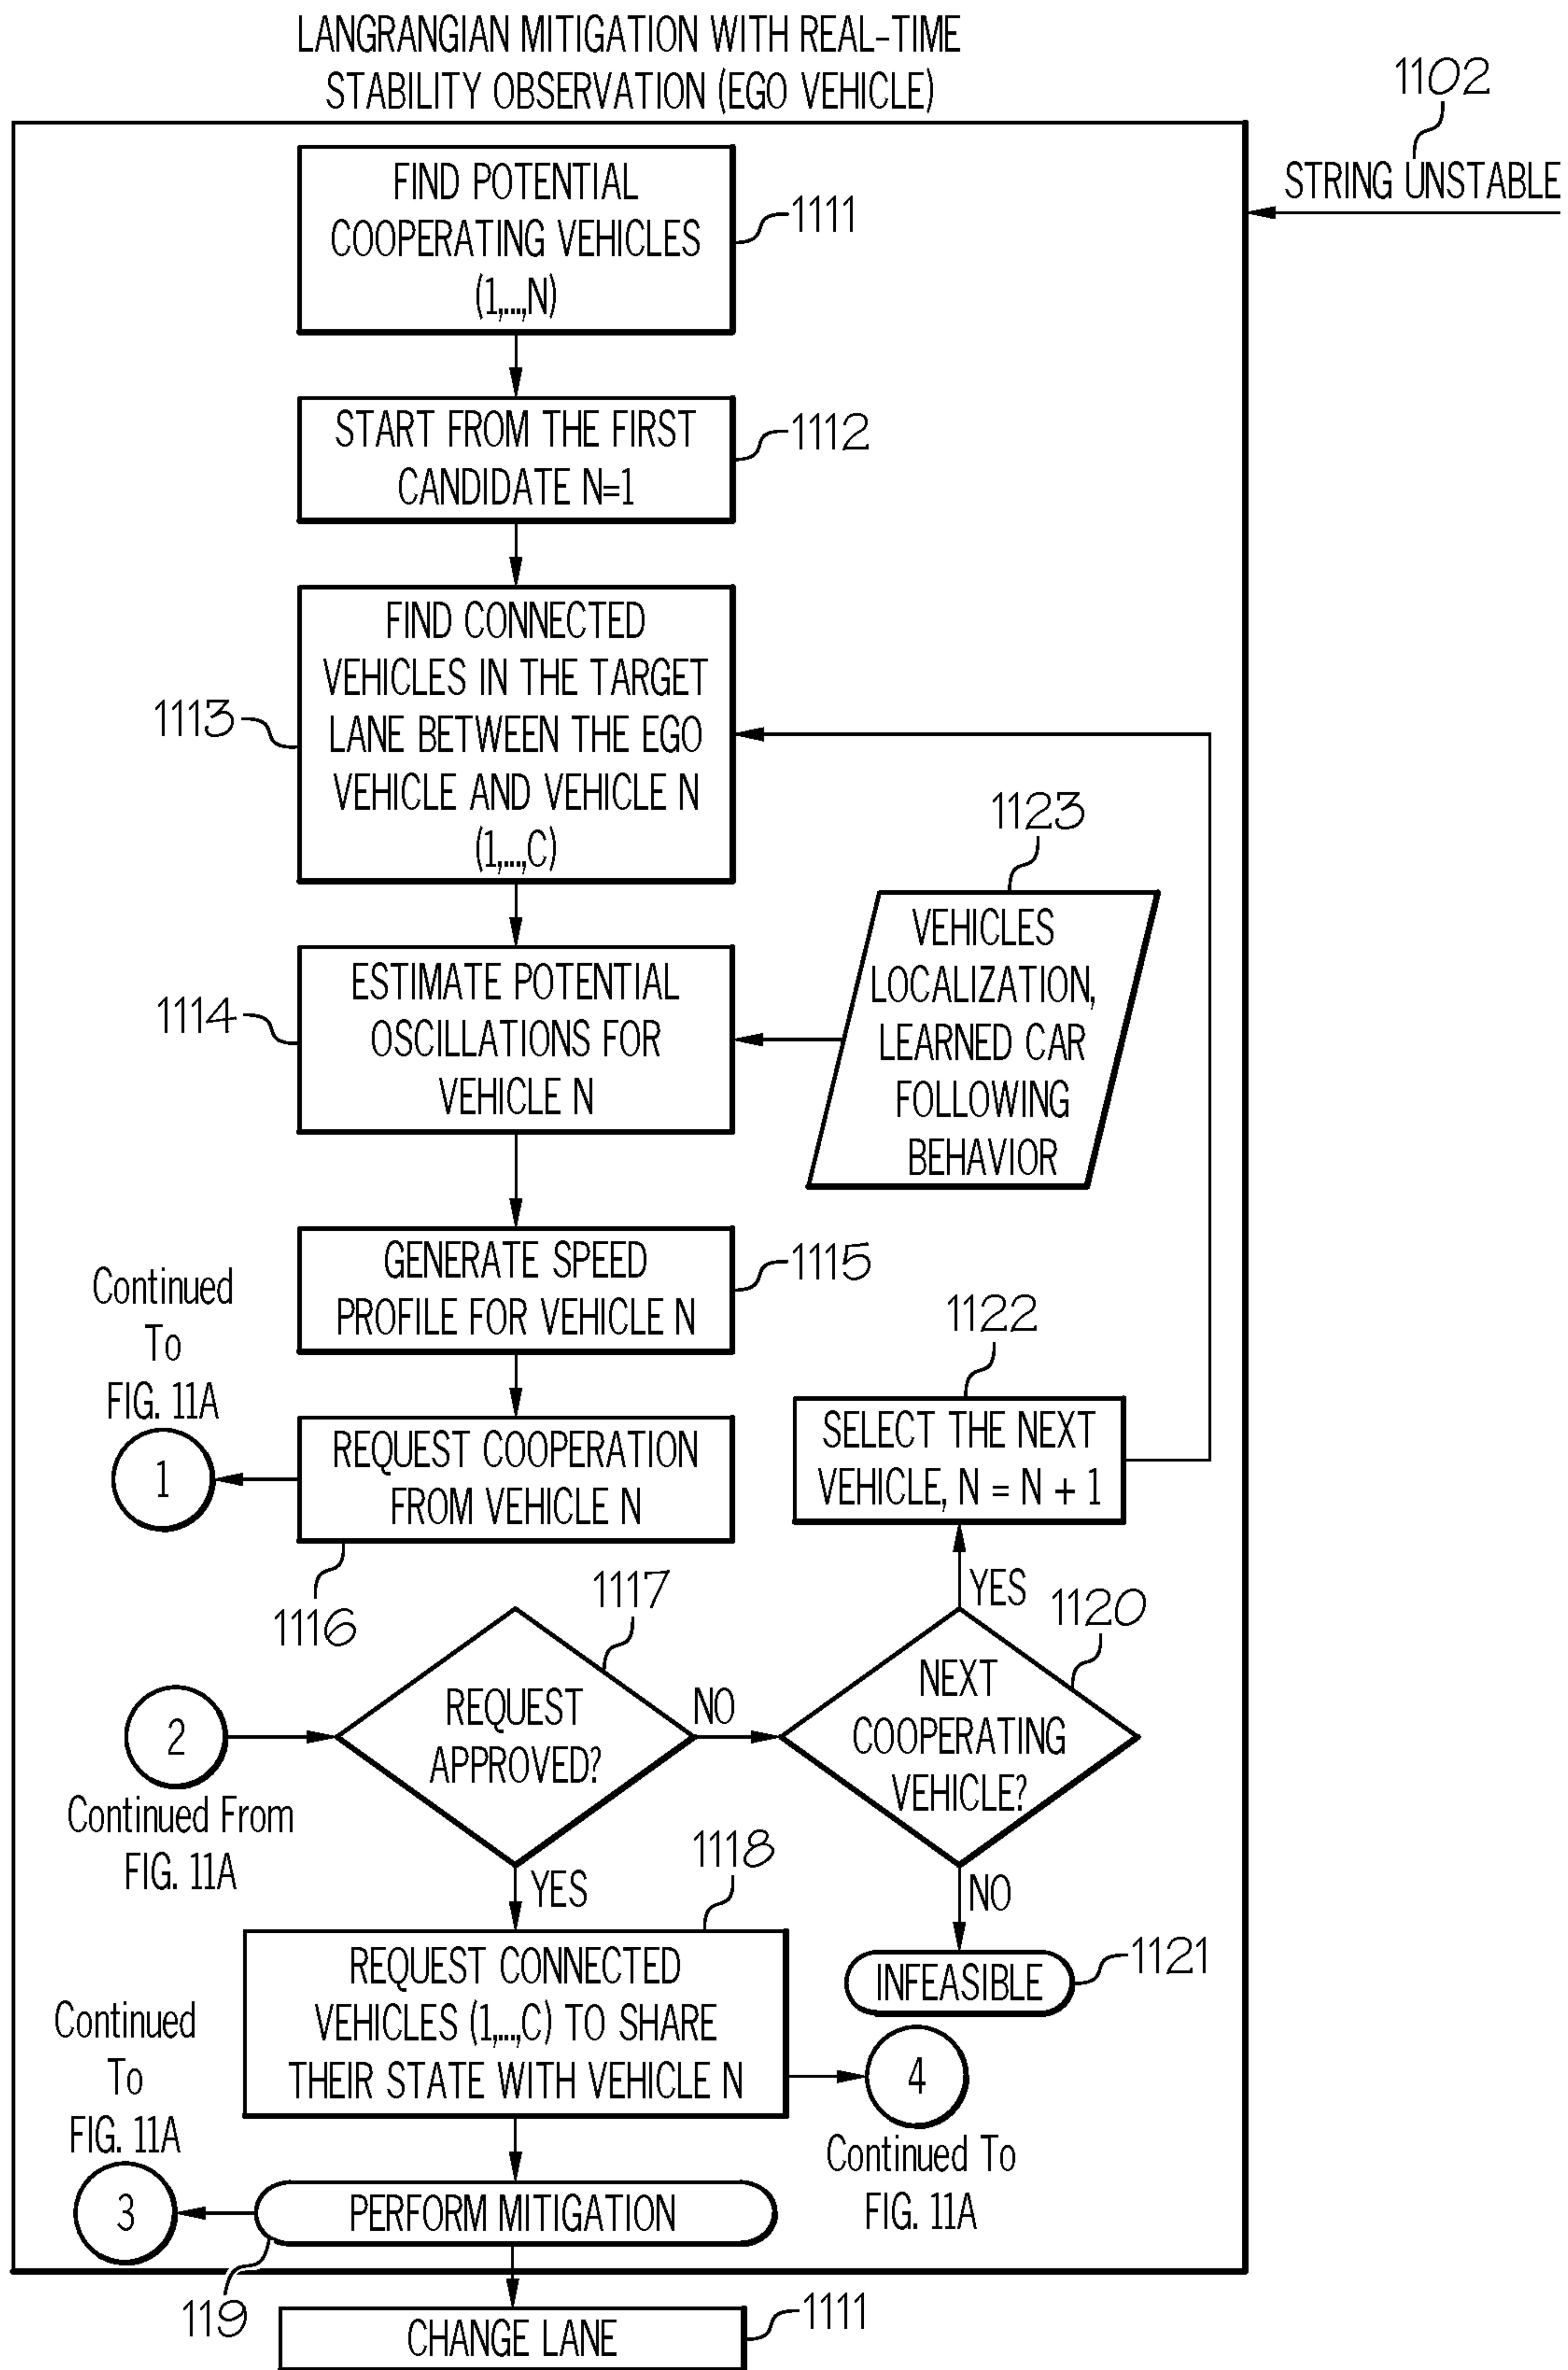 LANGRANGIAN MITIGATION WITH REAL-TIME
STABILITY OBSERVATION (EGO VEHICLE)
1102
STRING UNSTABLE
FIND POTENTIAL
COOPERATING VEHICLES
(1,...,N)
1111
START FROM THE FIRST
CANDIDATE N=1
1112
FIND CONNECTED
VEHICLES IN THE TARGET
LANE BETWEEN THE EGO
VEHICLE AND VEHICLE N
(1,...,C)
1113
1123
VEHICLES
LOCALIZATION,
LEARNED CAR
FOLLOWING
BEHAVIOR
ESTIMATE POTENTIAL
OSCILLATIONS FOR
VEHICLE N
1114
GENERATE SPEED
PROFILE FOR VEHICLE N
1115
Continued
To
FIG. 11A
1
REQUEST COOPERATION
FROM VEHICLE N
1116
1122
SELECT THE NEXT
VEHICLE, N = N + 1
YES
1117
REQUEST
APPROVED?
NO
1120
NEXT
COOPERATING
VEHICLE?
2
Continued From
FIG. 11A
YES
NO
1118
REQUEST CONNECTED
VEHICLES (1,...,C) TO SHARE
THEIR STATE WITH VEHICLE N
INFEASIBLE
1121
4
Continued To
FIG. 11A
Continued
To
FIG. 11A
3
PERFORM MITIGATION
119
CHANGE LANE
1111